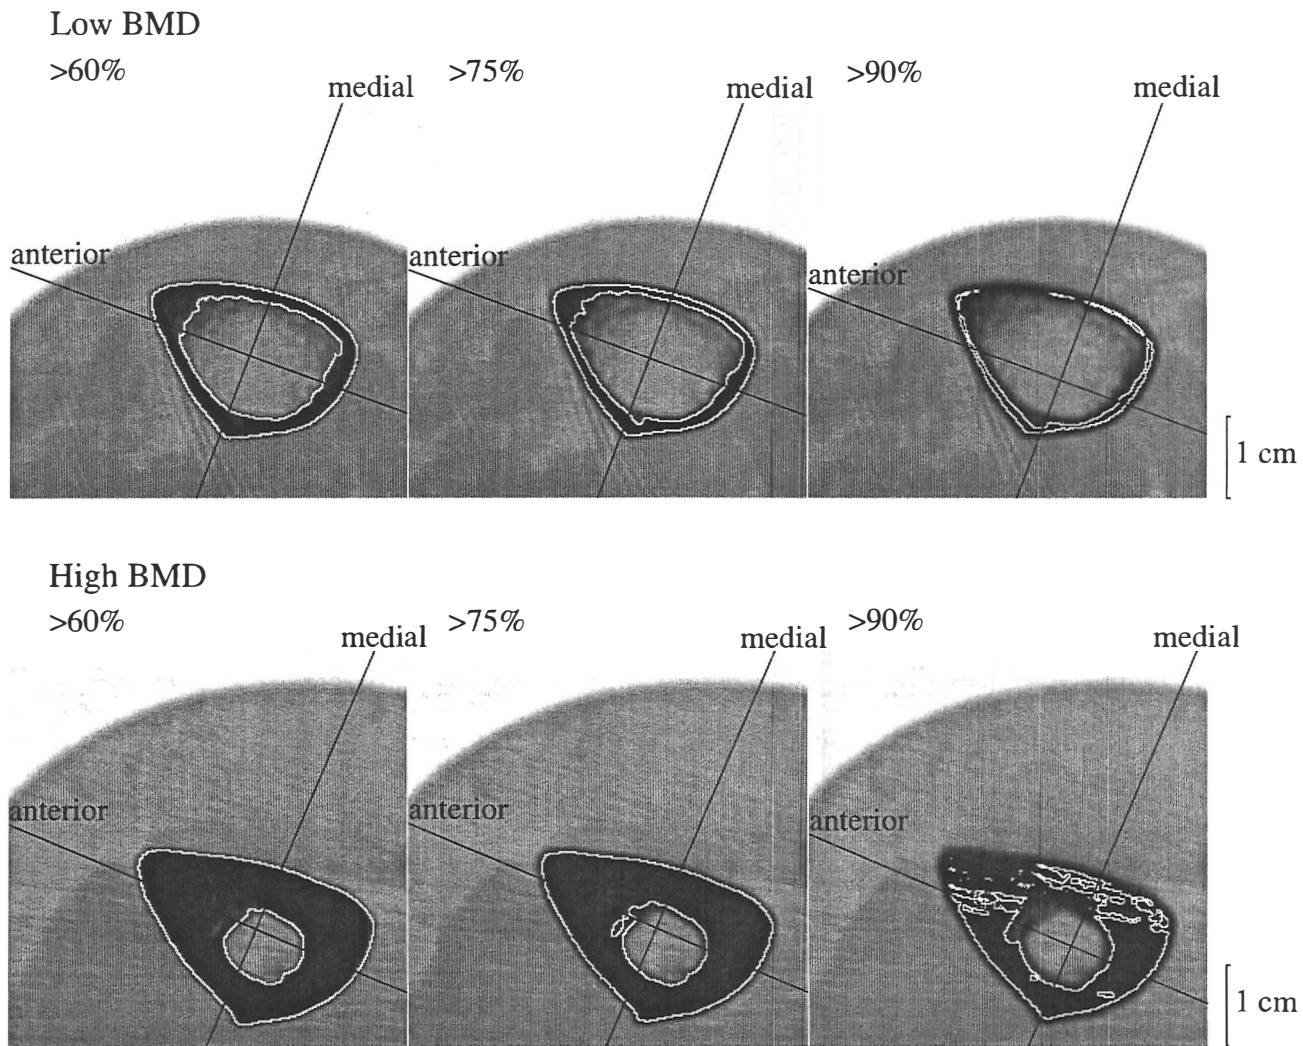 Low BMD
>60%
>75%
>90%
medial
medial
medial
anterior
anterior
anterior
1 cm
High BMD
>60%
>75%
>90%
medial
medial
medial
anterior
anterior
anterior
1 cm